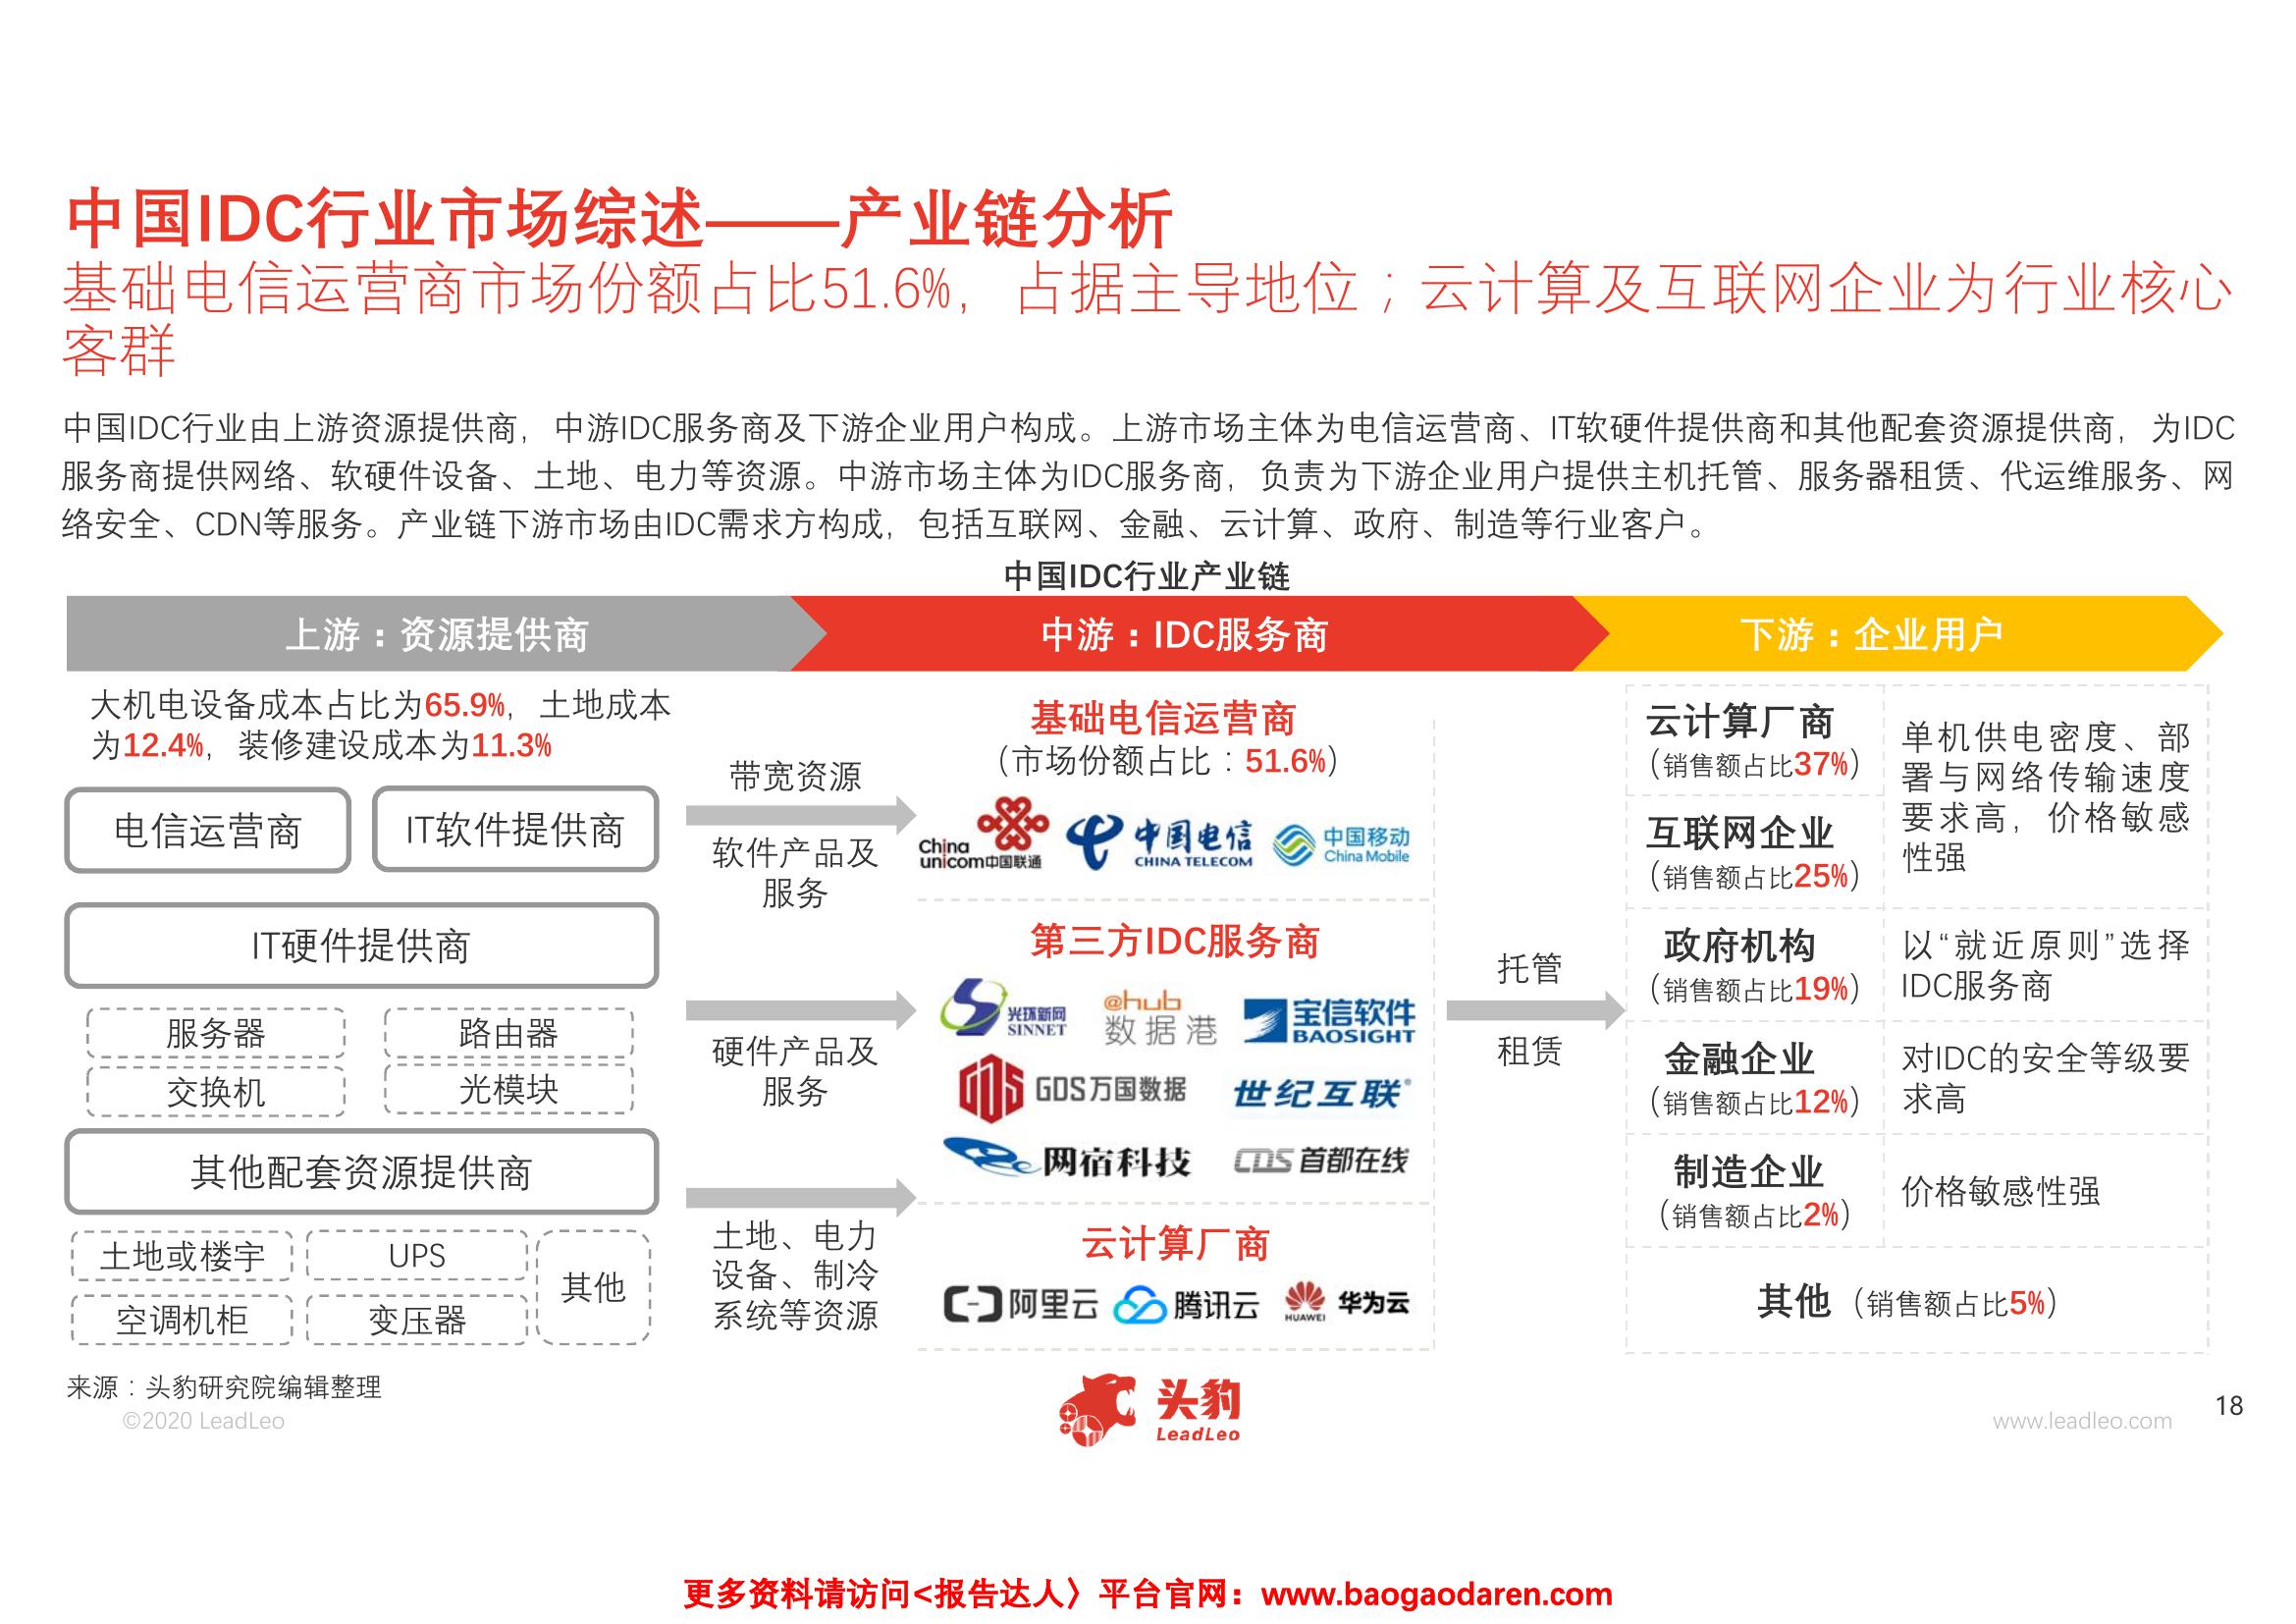 中国IDC行业市场综述——产业链分析
基础电信运营商市场份额占比51.6%，占据主导地位；云计算及互联网企业为行业核心
客群
中国IDC行业由上游资源提供商，中游IDC服务商及下游企业用户构成。上游市场主体为电信运营商、IT软硬件提供商和其他配套资源提供商，为IDC
服务商提供网络、软硬件设备、土地、电力等资源。中游市场主体为IDC服务商，负责为下游企业用户提供主机托管、服务器租赁、代运维服务、网
络安全、CDN等服务。产业链下游市场由IDC需求方构成，包括互联网、金融、云计算、政府、制造等行业客户。
中国IDC行业产业链
上游：资源提供商
中游：IDC服务商
下游：企业用户
大机电设备成本占比为65.9%，土地成本
为12.4%，装修建设成本为11.3%
电信运营商
IT软件提供商
IT硬件提供商
服务器
路由器
交换机
光模块
其他配套资源提供商
土地或楼宇
UPS
其他
空调机柜
变压器
带宽资源
软件产品及
服务
硬件产品及
服务
土地、电力
设备、制冷
系统等资源
基础电信运营商
（市场份额占比：51.6%）
China
unicom中国联通
中国电信
CHINA TELECOM
中国移动
China Mobile
第三方IDC服务商
光环新网
SINNET
@hub
数据港
宝信软件
BAOSIGHT
GDS万国数据
世纪互联
网宿科技
CDS首都在线
云计算厂商
阿里云
腾讯云
HUAWEI
华为云
托管
租赁
云计算厂商
（销售额占比37%）
互联网企业
（销售额占比25%）
单机供电密度、部
署与网络传输速度
要求高，价格敏感
性强
政府机构
（销售额占比19%）
以“就近原则”选择
IDC服务商
金融企业
（销售额占比12%）
对IDC的安全等级要
求高
制造企业
（销售额占比2%）
价格敏感性强
其他（销售额占比5%）
来源：头豹研究院编辑整理
©2020 LeadLeo
头豹
LeadLeo
www.leadleo.com
18
更多资料请访问<报告达人〉平台官网：www.baogaodaren.com